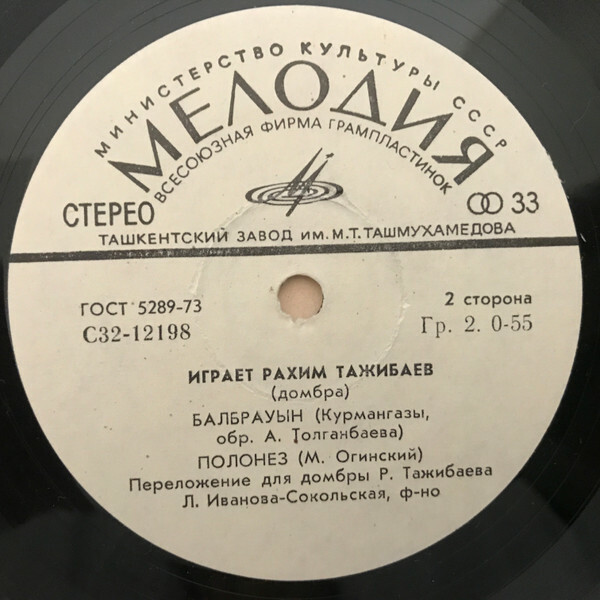 МИНИСТЕРСТВО КУЛЬТУРЫ СССР
МЕЛОДИЯ
ВСЕСОЮЗНАЯ ФИРМА ГРАМПЛАСТИНОК
СТЕРЕО
33
ТАШКЕНТСКИЙ ЗАВОД ИМ. М.Т. ТАШМУХАМЕДОВА
ГОСТ 5289-73
2 сторона
С32-12198
Гр. 2. 0-55
ИГРАЕТ РАХИМ ТАЖИБАЕВ
(домбра)
БАЛБРАУЫН (Курмангазы,
обр. А. Толганбаева)
ПОЛОНЕЗ (М. Огинский)
Переложение для домбры Р. Тажибаева
Л. Иванова-Сокольская, ф-но